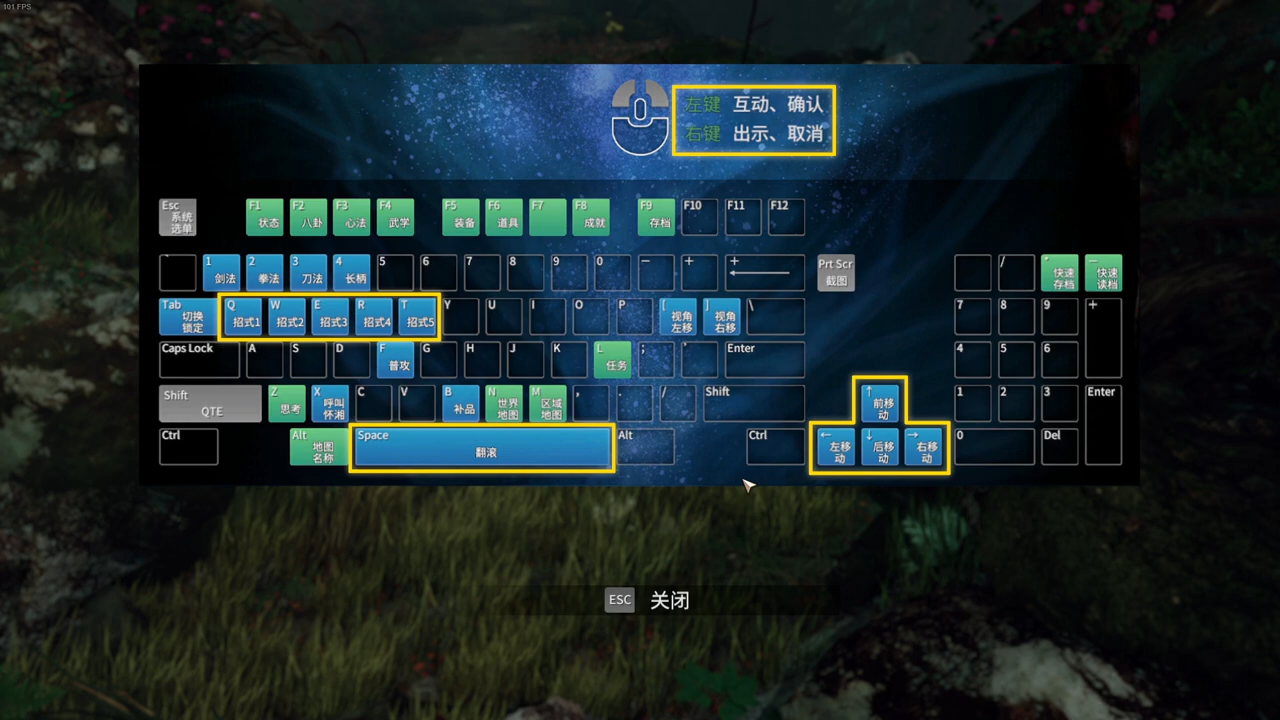 101 FPS
左键 互动、确认
右键 出示、取消
Esc 系统选单 F1 状态 F2 八卦 F3 心法 F4 武学 F5 装备 F6 道具 F7 F8 成就 F9 存档 F10 F11 F12
` 1 剑法 2 拳法 3 刀法 4 长柄 5 6 7 8 9 0 − + + Prt Scr 截图 / * 快速存档 − 快速读档
Tab 切换锁定 Q 招式1 W 招式2 E 招式3 R 招式4 T 招式5 Y U I O P [ 视角左移 ] 视角右移 \ 7 8 9 +
Caps Lock A S D F 普攻 G H J K L 任务 ; ' Enter 4 5 6
Shift QTE Z 思考 X 呼叫怀湘 C V B 补品 N 世界地图 M 区域地图 , . / Shift ↑ 前移动 1 2 3 Enter
Ctrl Alt 地图名称 Space 翻滚 Alt Ctrl ← 左移动 ↓ 后移动 → 右移动 0 Del
ESC 关闭